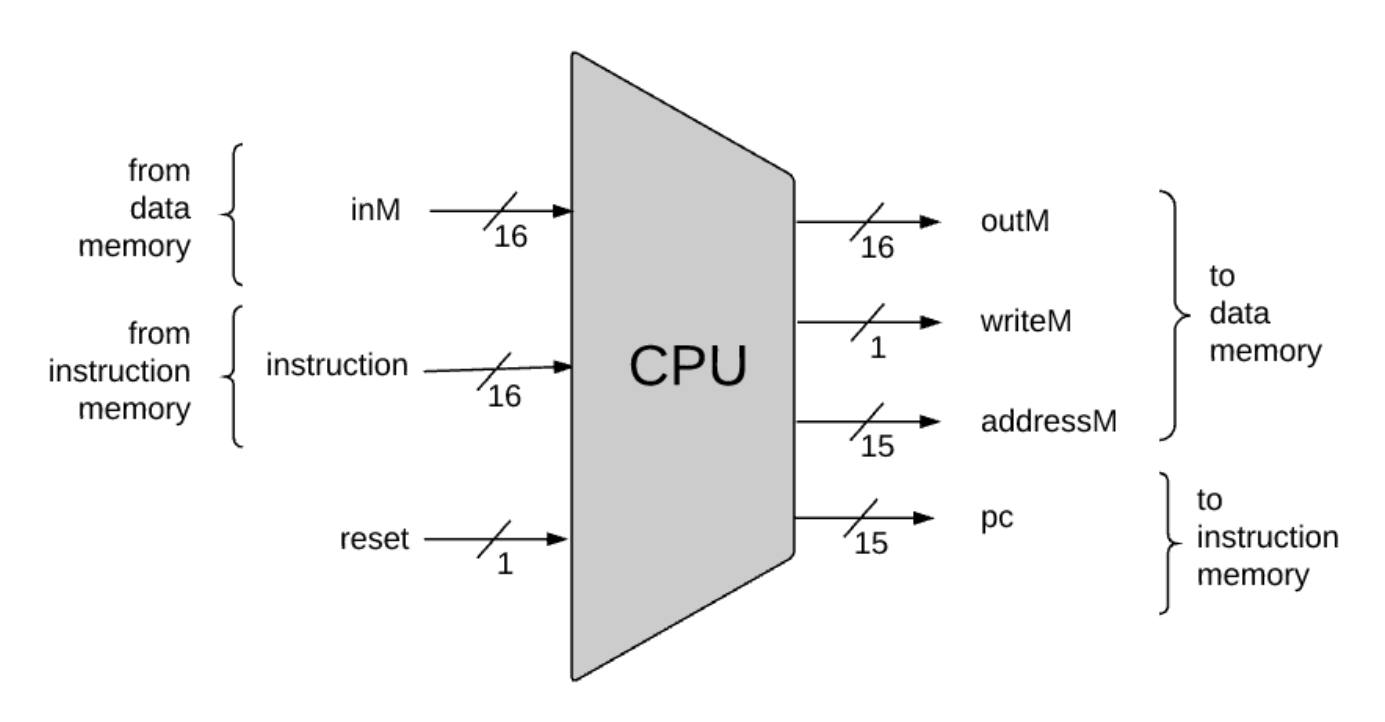 from
data
memory
inM
16
from
instruction
memory
instruction
16
reset
1
CPU
16
outM
1
writeM
15
addressM
to
data
memory
15
pc
to
instruction
memory